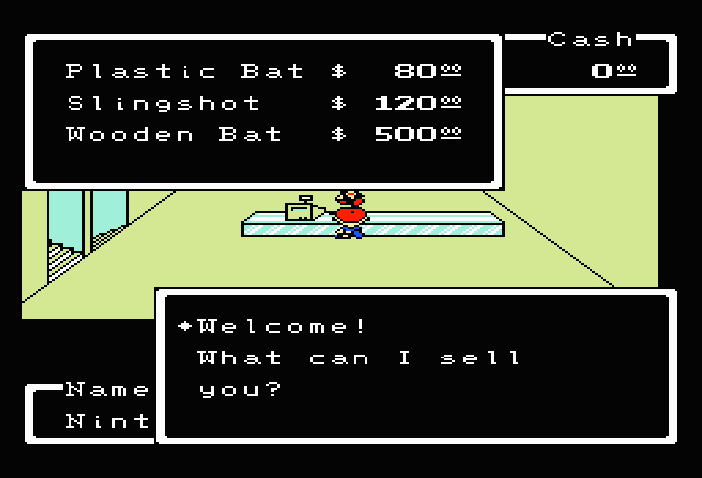 Cash
0.00
Plastic Bat $ 80.00
Slingshot $ 120.00
Wooden Bat $ 500.00
*Welcome!
What can I sell
you?
Name
Nint